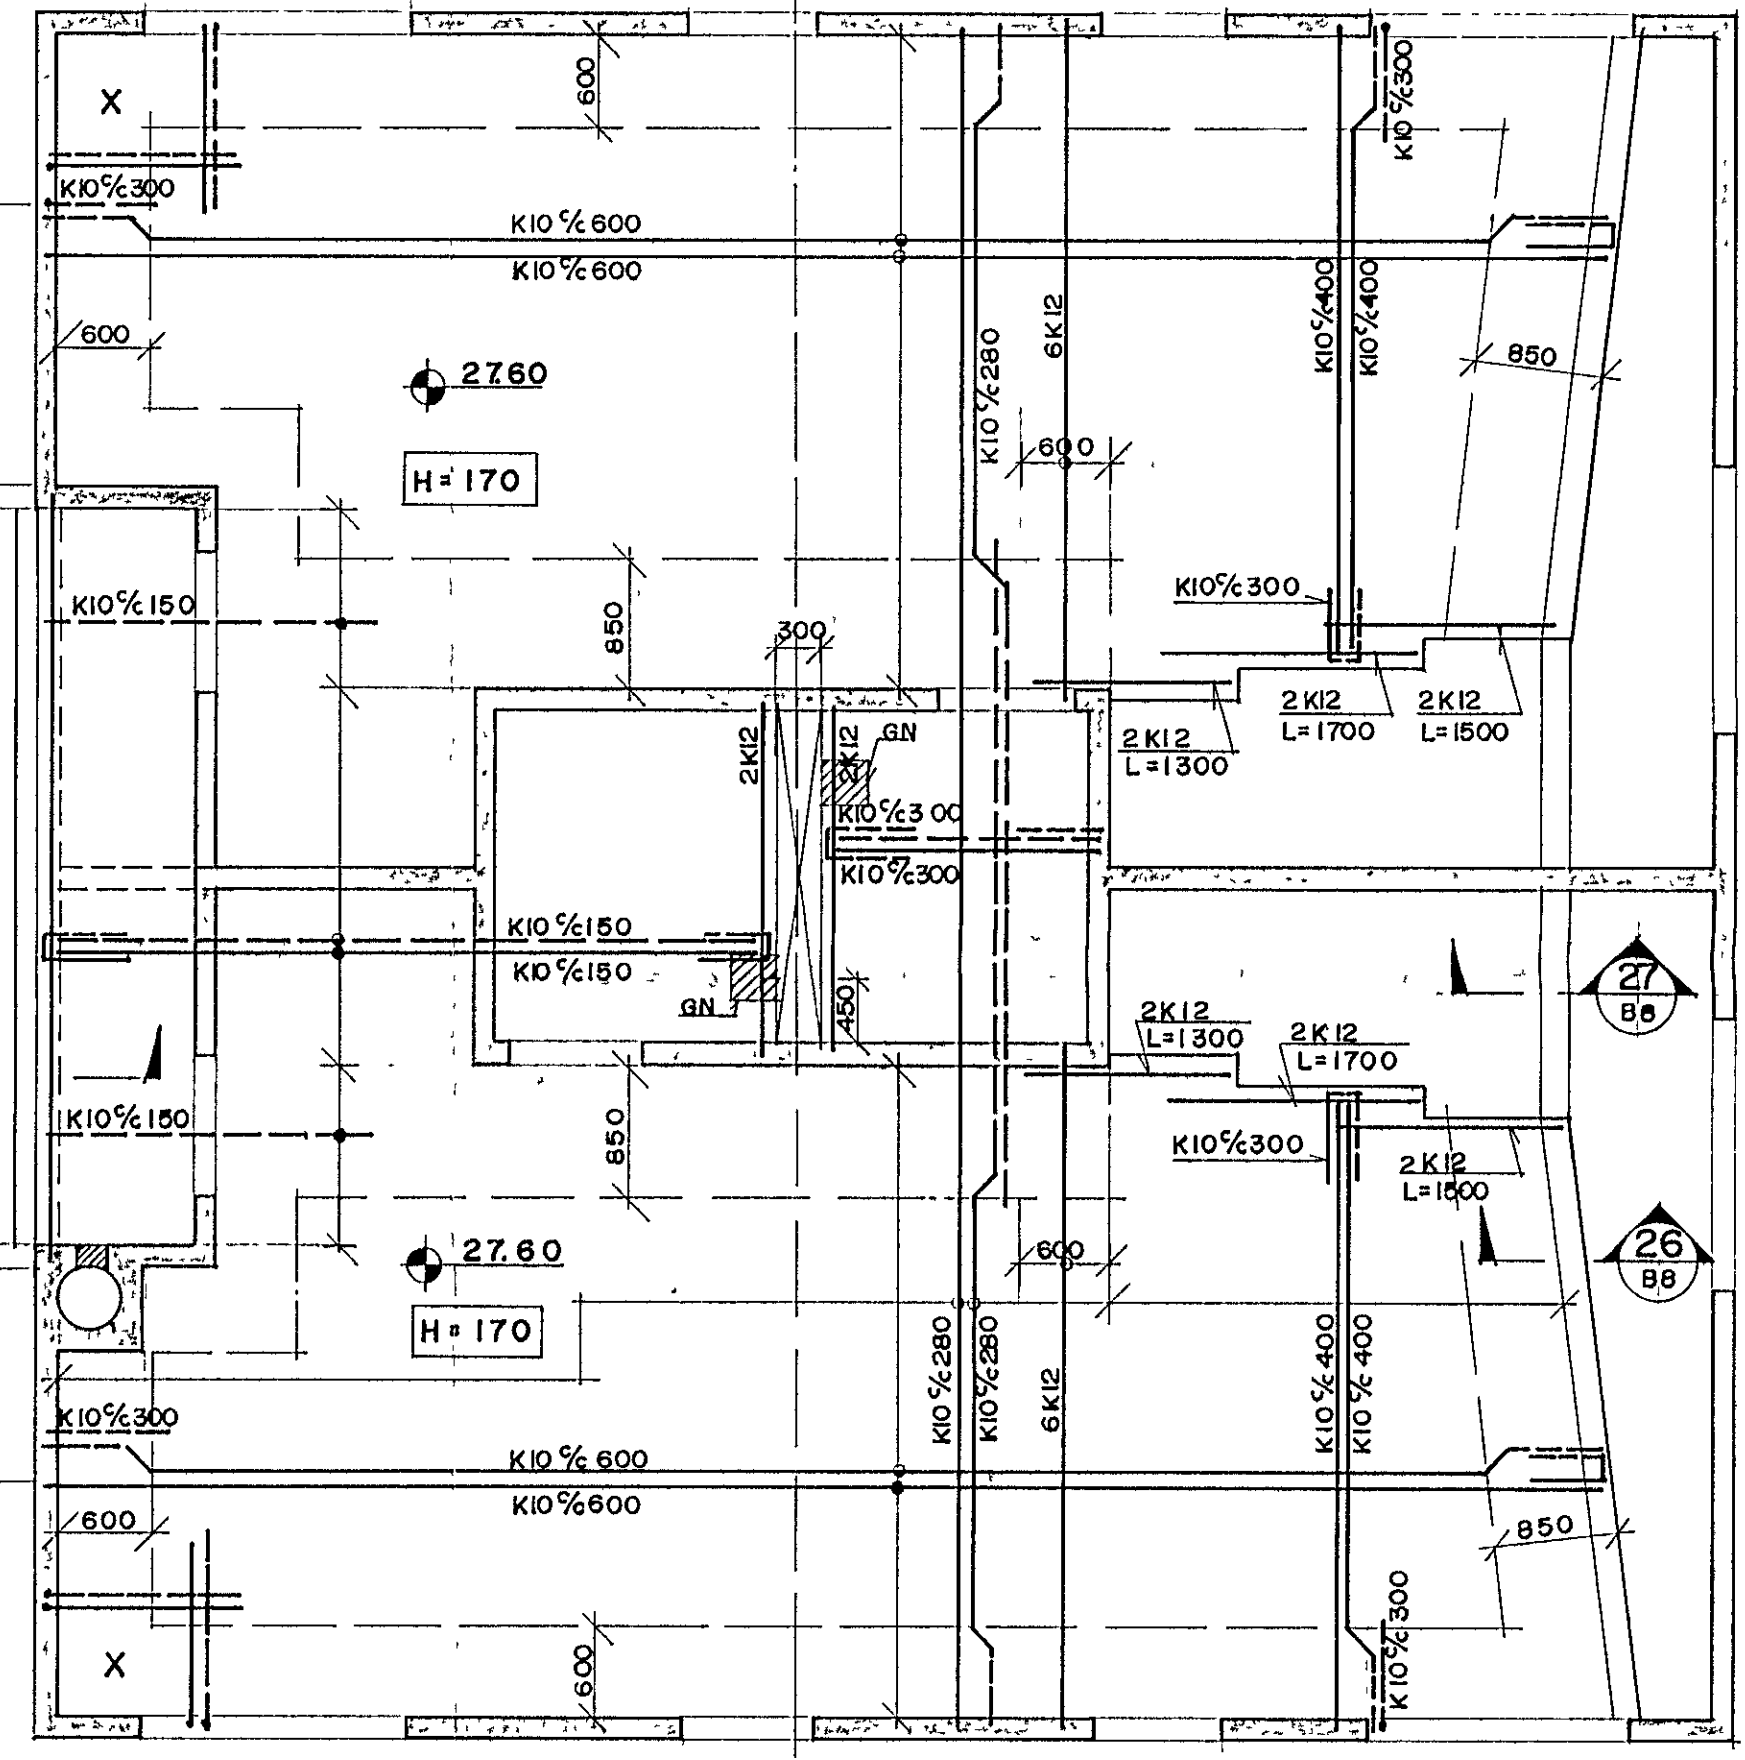 600
K10 c/c 300
X
K10 c/c 300
K10 c/c 600
K10 c/c 600
600
27.60
H = 170
K10 c/c 280
6K12
K10 c/c 400
K10 c/c 400
850
600
K10 c/c 150
850
300
K10 c/c 300
2K12
L=1300
2K12
L=1700
2K12
L=1500
2K12
2K12
GN
K10 c/c 300
K10 c/c 300
K10 c/c 150
K10 c/c 150
GN
450
27
B8
2K12
L=1300
2K12
L=1700
K10 c/c 150
850
K10 c/c 300
2K12
L=1500
27.60
H = 170
600
26
B8
K10 c/c 280
K10 c/c 280
6K12
K10 c/c 400
K10 c/c 400
K10 c/c 300
K10 c/c 600
K10 c/c 600
600
850
X
600
K10 c/c 300